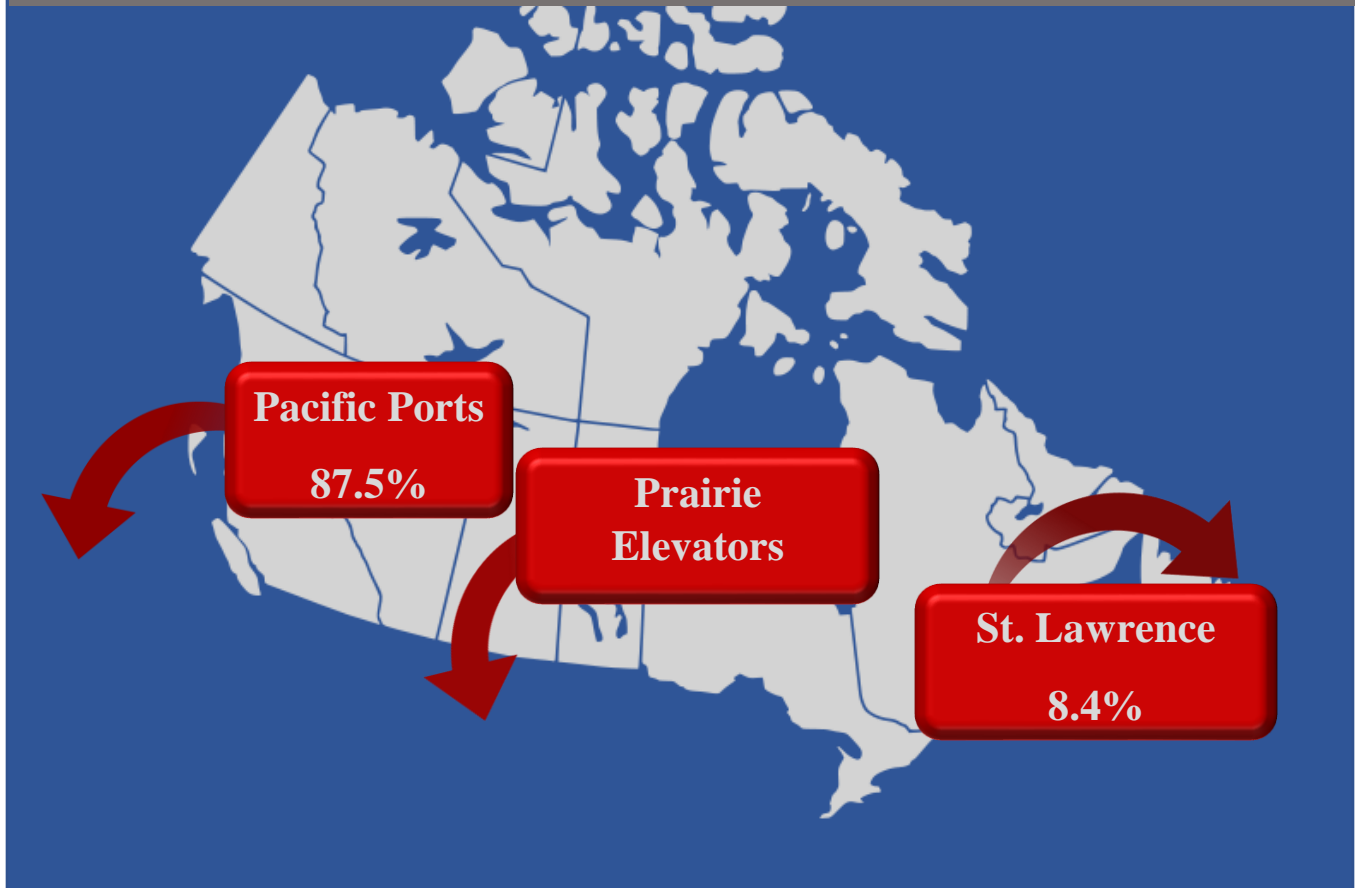 Pacific Ports
87.5%
Prairie
Elevators
St. Lawrence
8.4%